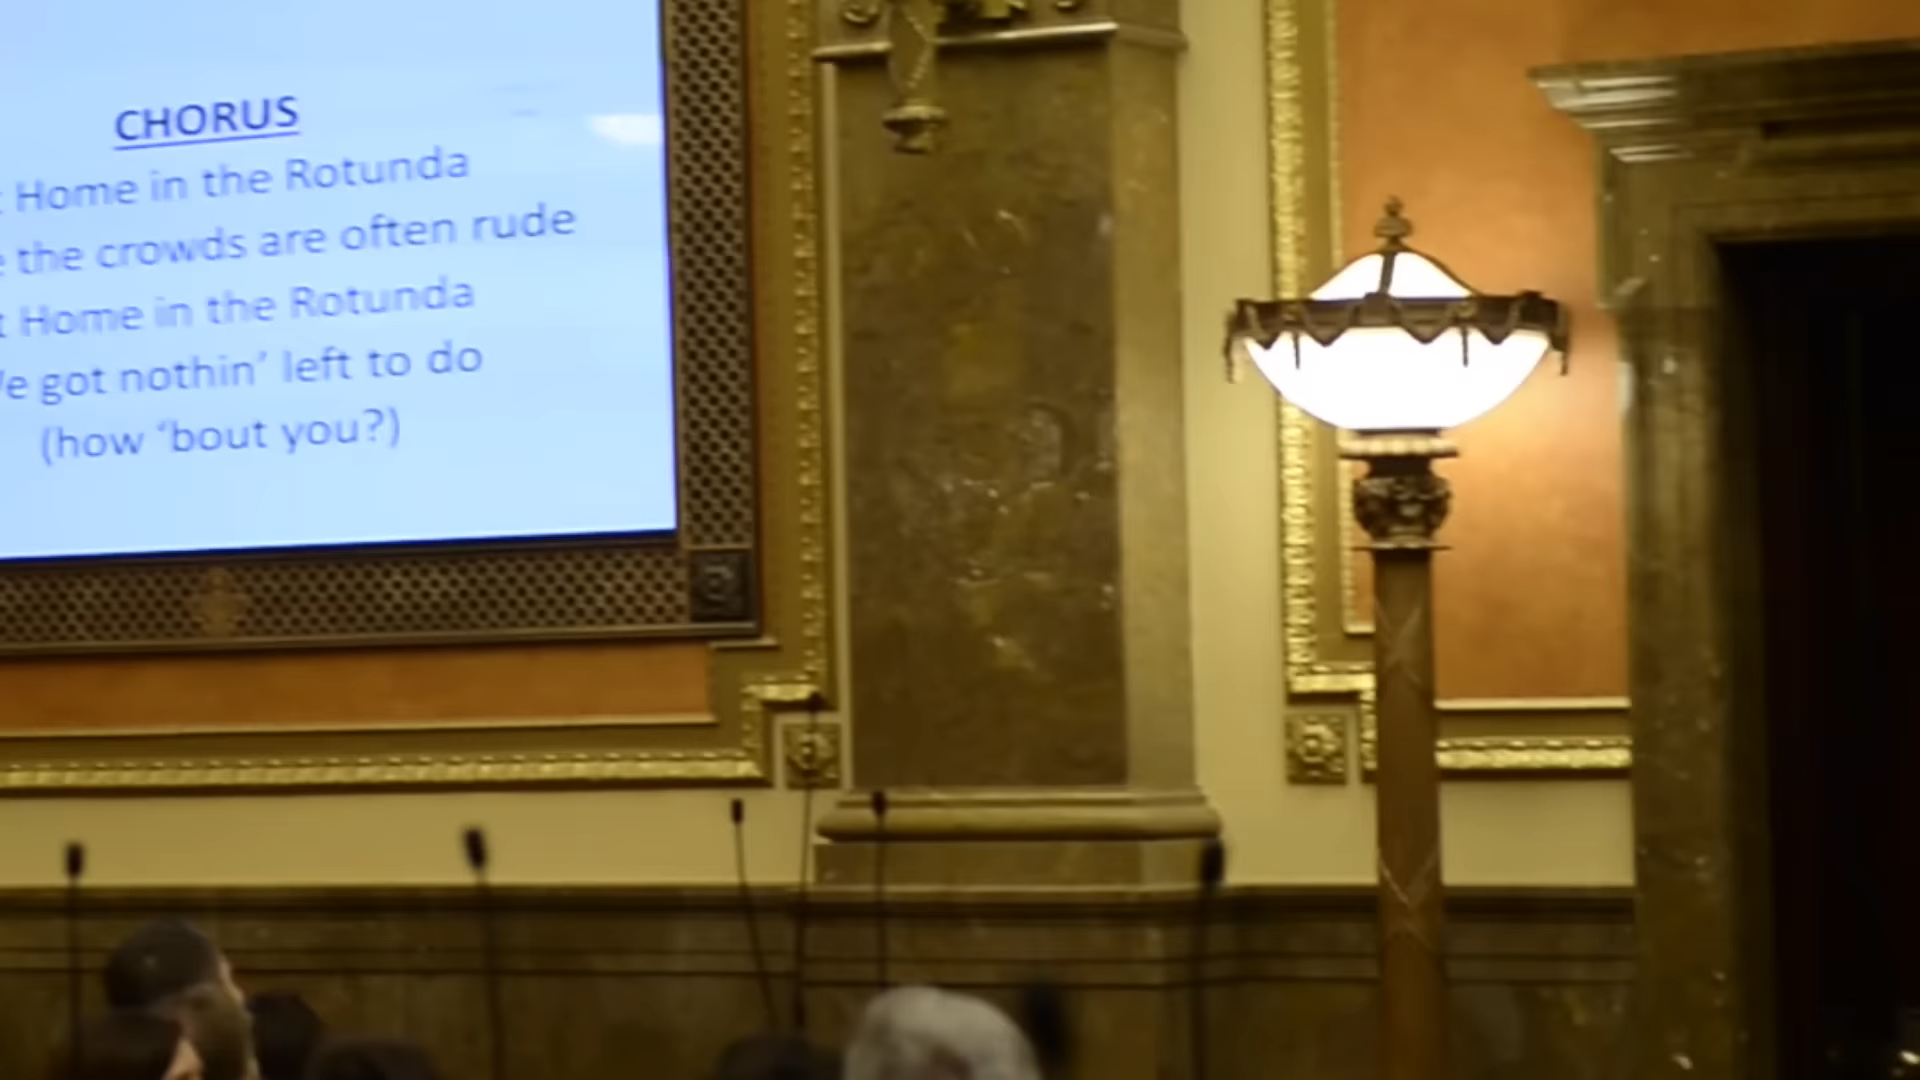 CHORUS
Home in the Rotunda
the crowds are often rude
Home in the Rotunda
got nothin’ left to do
(how ‘bout you?)